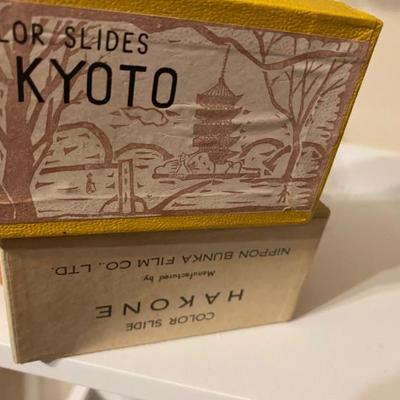 LOR SLIDES
KYOTO
COLOR SLIDE
HAKONE
Manufactured by
NIPPON BUNKA FILM CO., LTD.